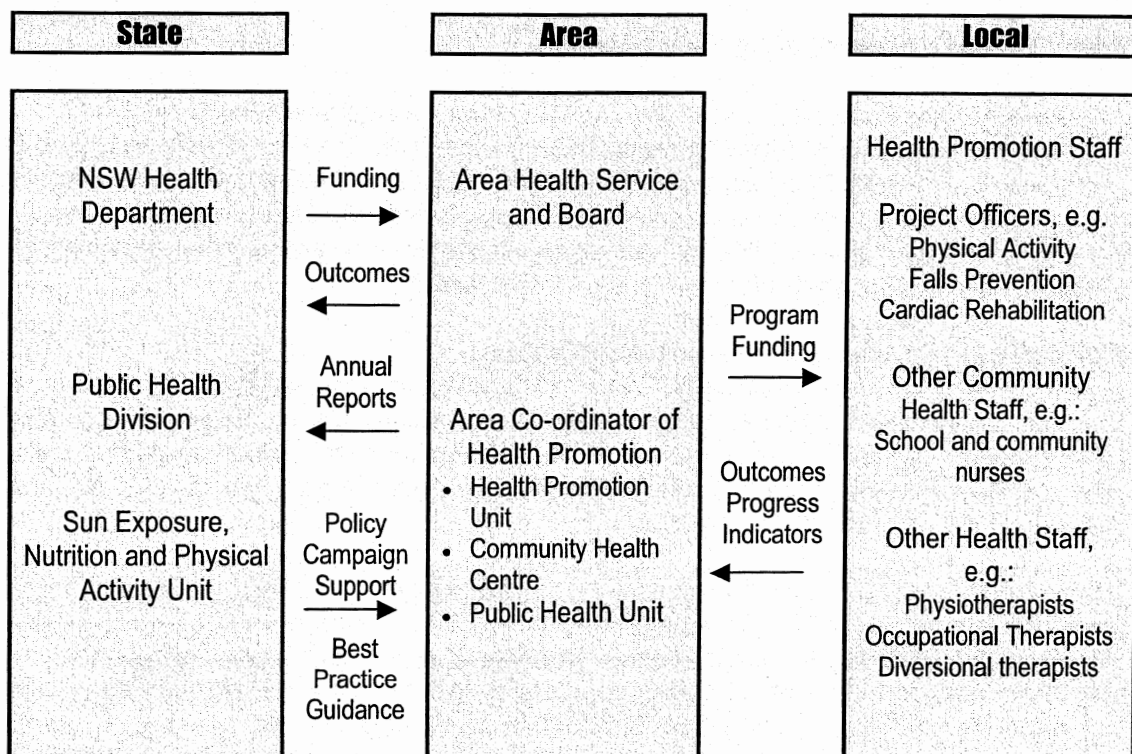 State
Area
Local
NSW Health
Department
Public Health
Division
Sun Exposure,
Nutrition and Physical
Activity Unit
Funding
Outcomes
Annual
Reports
Policy
Campaign
Support
Best
Practice
Guidance
Area Health Service
and Board
Area Co-ordinator of
Health Promotion
• Health Promotion
Unit
• Community Health
Centre
• Public Health Unit
Program
Funding
Outcomes
Progress
Indicators
Health Promotion Staff
Project Officers, e.g.
Physical Activity
Falls Prevention
Cardiac Rehabilitation
Other Community
Health Staff, e.g.:
School and community
nurses
Other Health Staff,
e.g.:
Physiotherapists
Occupational Therapists
Diversional therapists